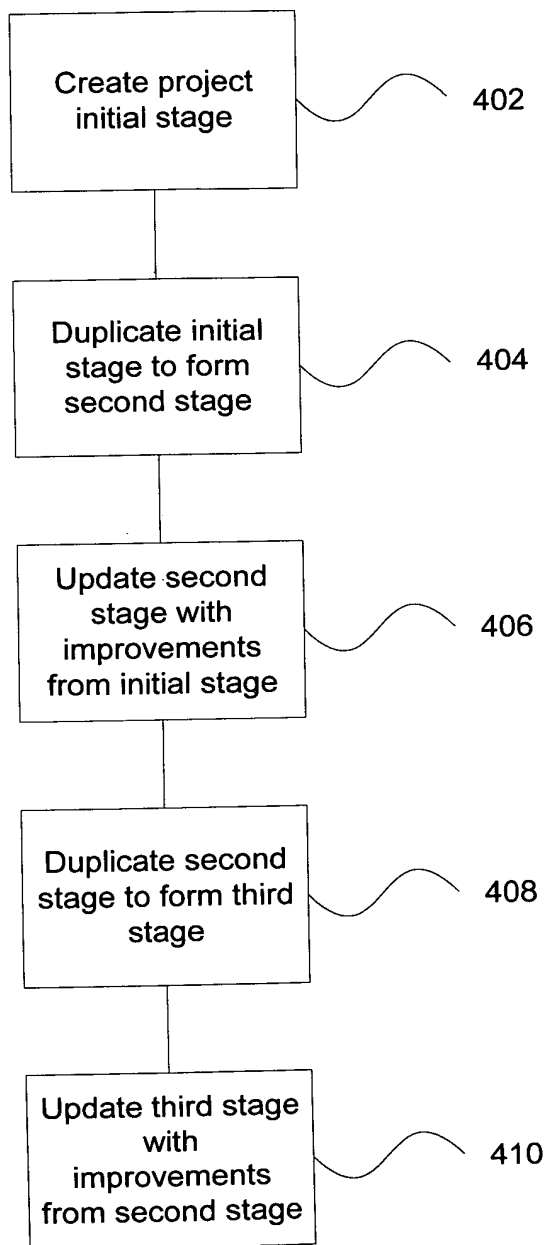 Create project
initial stage
402
Duplicate initial
stage to form
second stage
404
Update second
stage with
improvements
from initial stage
406
Duplicate second
stage to form third
stage
408
Update third stage
with
improvements
from second stage
410